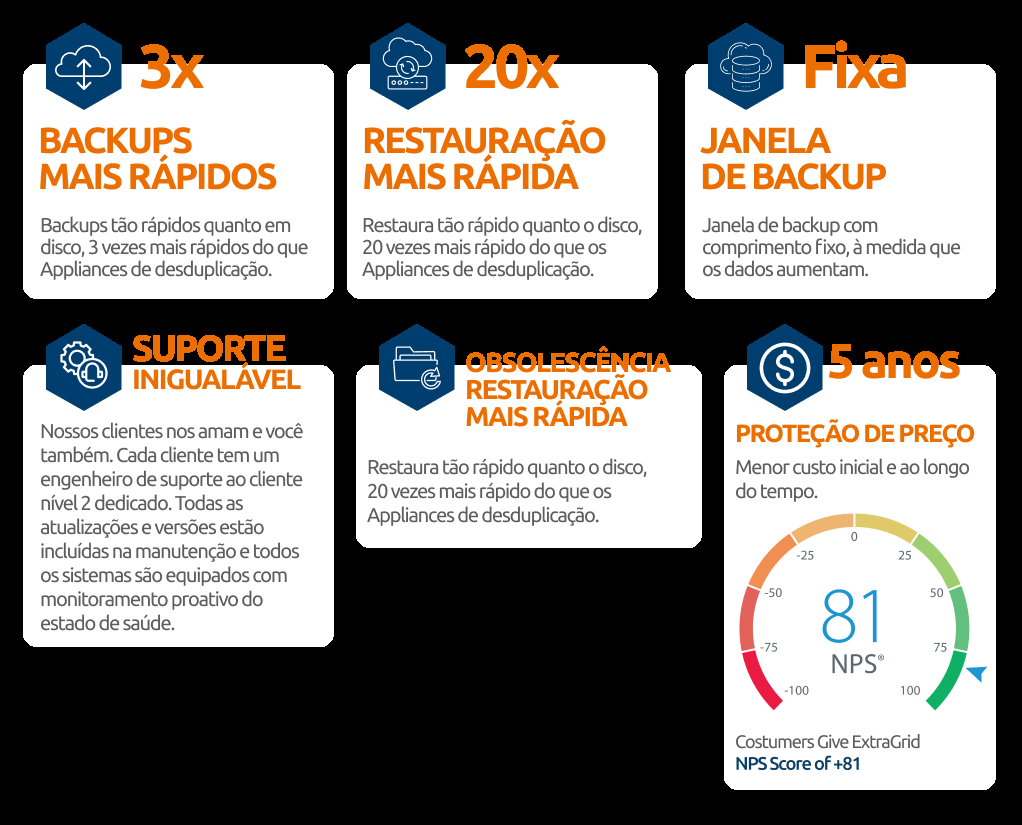 3x
BACKUPS
MAIS RÁPIDOS
Backups tão rápidos quanto em
disco, 3 vezes mais rápidos do que
Appliances de desduplicação.
20x
RESTAURAÇÃO
MAIS RÁPIDA
Restaura tão rápido quanto o disco,
20 vezes mais rápido do que os
Appliances de desduplicação.
Fixa
JANELA
DE BACKUP
Janela de backup com
comprimento fixo, à medida que
os dados aumentam.
SUPORTE
INIGUALÁVEL
Nossos clientes nos amam e você
também. Cada cliente tem um
engenheiro de suporte ao cliente
nível 2 dedicado. Todas as
atualizações e versões estão
incluídas na manutenção e todos
os sistemas são equipados com
monitoramento proativo do
estado de saúde.
OBSOLESCÊNCIA
RESTAURAÇÃO
MAIS RÁPIDA
Restaura tão rápido quanto o disco,
20 vezes mais rápido do que os
Appliances de desduplicação.
$
5 anos
PROTEÇÃO DE PREÇO
Menor custo inicial e ao longo
do tempo.
0
-25
25
-50
50
-75
75
-100
100
81
NPS®
Costumers Give ExtraGrid
NPS Score of +81